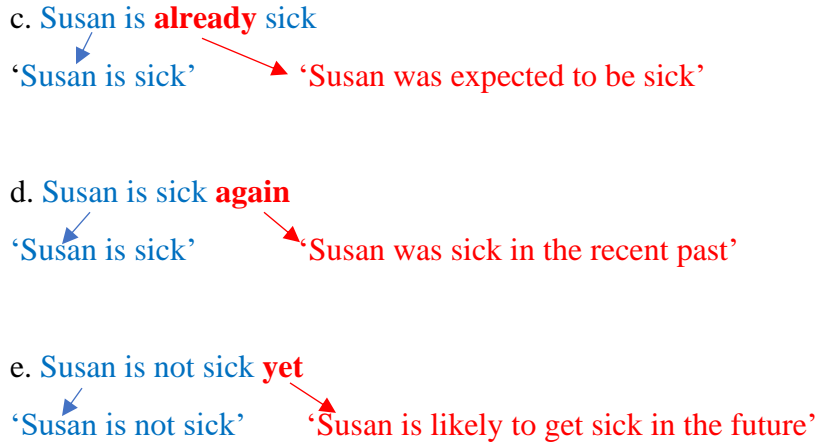 c. Susan is already sick
‘Susan is sick’ ‘Susan was expected to be sick’
d. Susan is sick again
‘Susan is sick’ ‘Susan was sick in the recent past’
e. Susan is not sick yet
‘Susan is not sick’ ‘Susan is likely to get sick in the future’